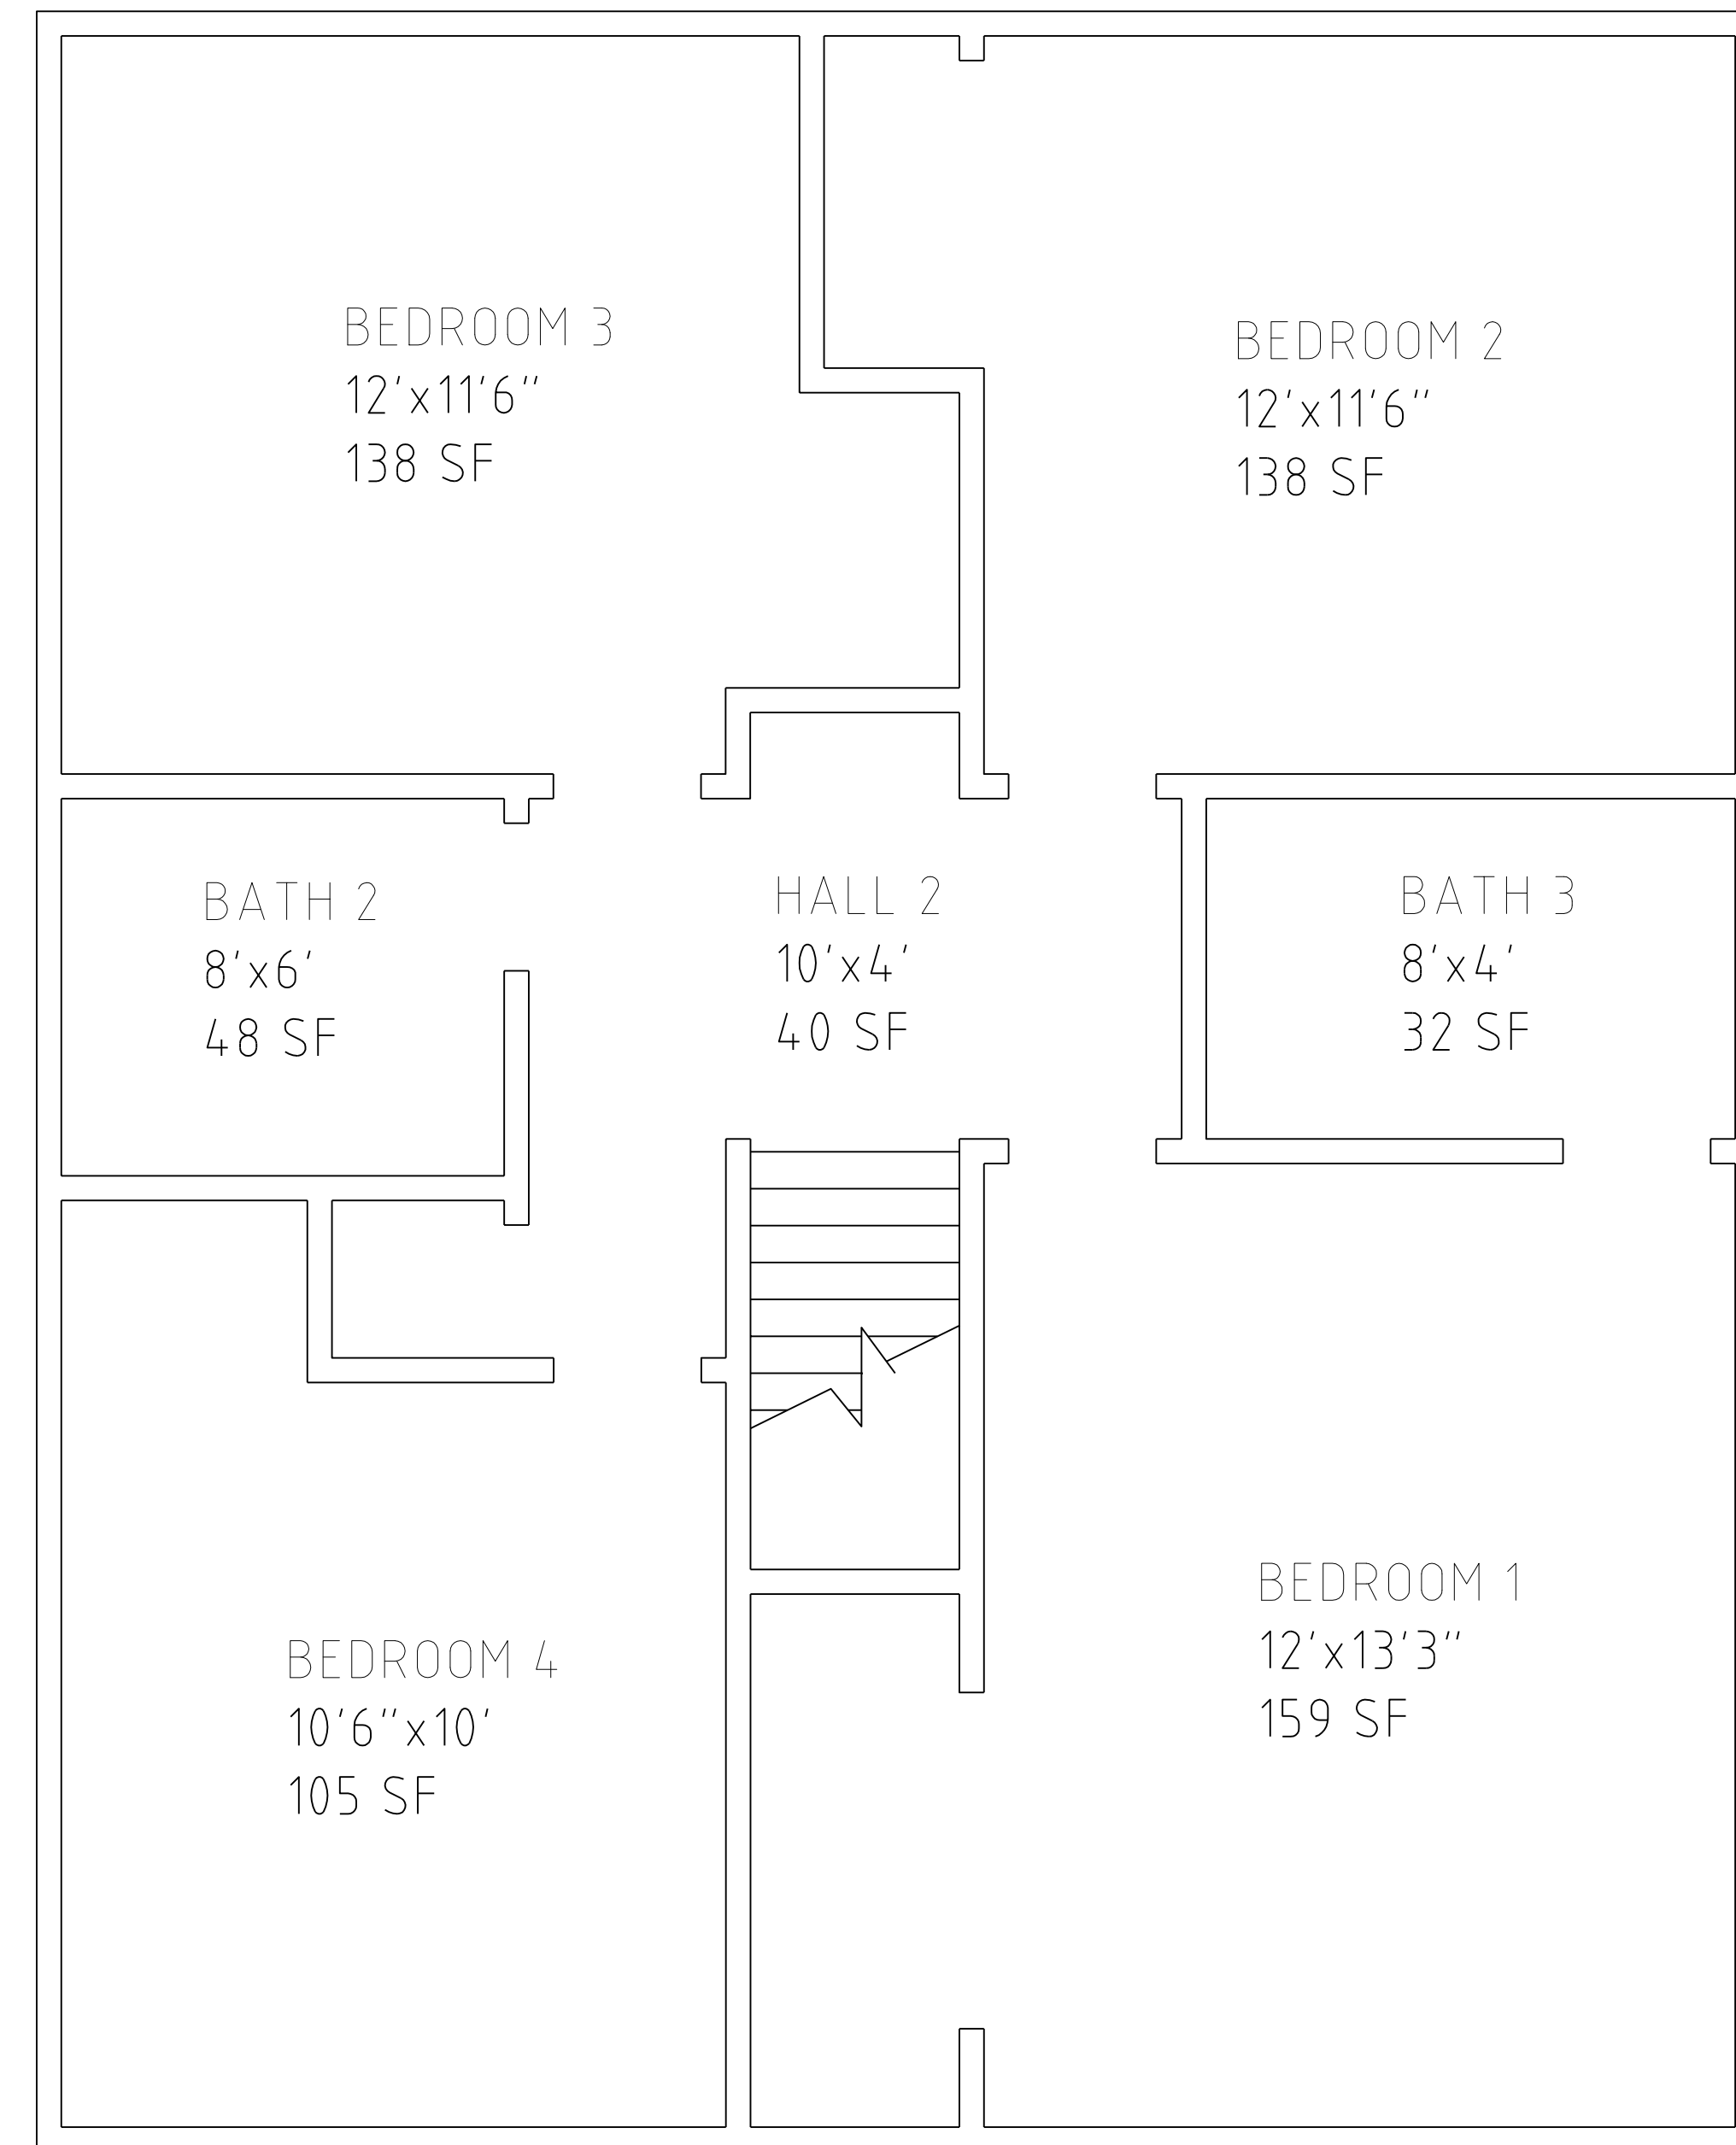 BEDROOM 3
12'x11'6"
138 SF
BEDROOM 2
12'x11'6"
138 SF
BATH 2
8'x6'
48 SF
HALL 2
10'x4'
40 SF
BATH 3
8'x4'
32 SF
BEDROOM 1
12'x13'3"
159 SF
BEDROOM 4
10'6"x10'
105 SF